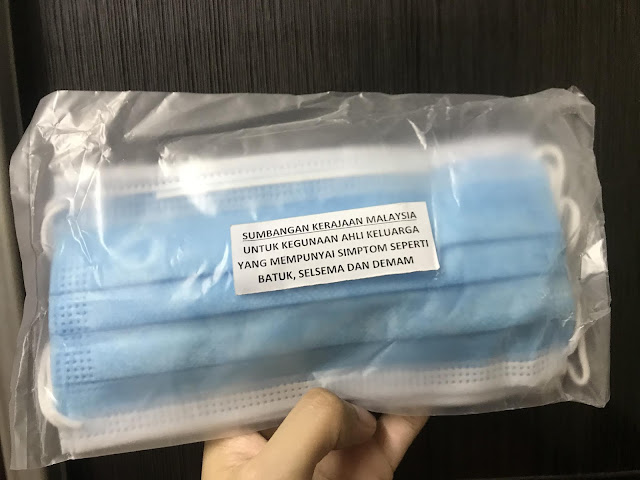 SUMBANGAN KERAJAAN MALAYSIA
UNTUK KEGUNAAN AHLI KELUARGA
YANG MEMPUNYAI SIMPTOM SEPERTI
BATUK, SELSEMA DAN DEMAM